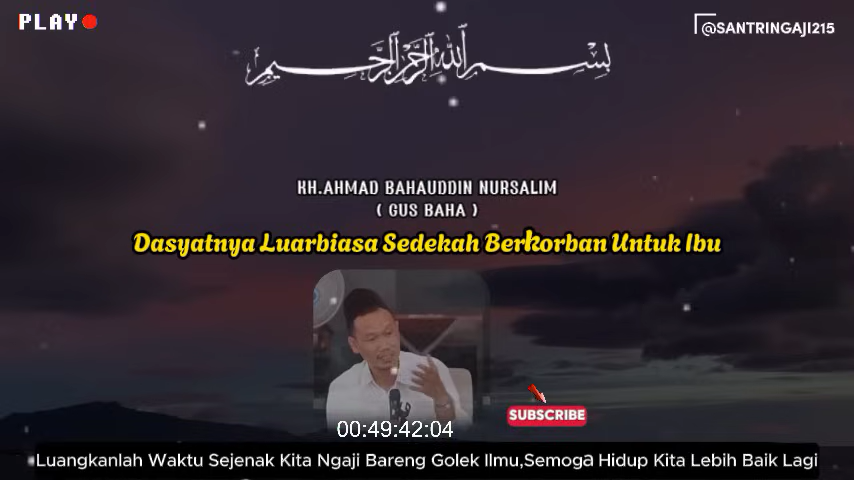 PLAY
@SANTRINGAJI215
بِسْمِ اللهِ الرَّحْمٰنِ الرَّحِيْمِ
KH.AHMAD BAHAUDDIN NURSALIM
( GUS BAHA )
Dasyatnya Luarbiasa Sedekah Berkorban Untuk Ibu
00:49:42:04
SUBSCRIBE
Luangkanlah Waktu Sejenak Kita Ngaji Bareng Golek Ilmu,Semoga Hidup Kita Lebih Baik Lagi